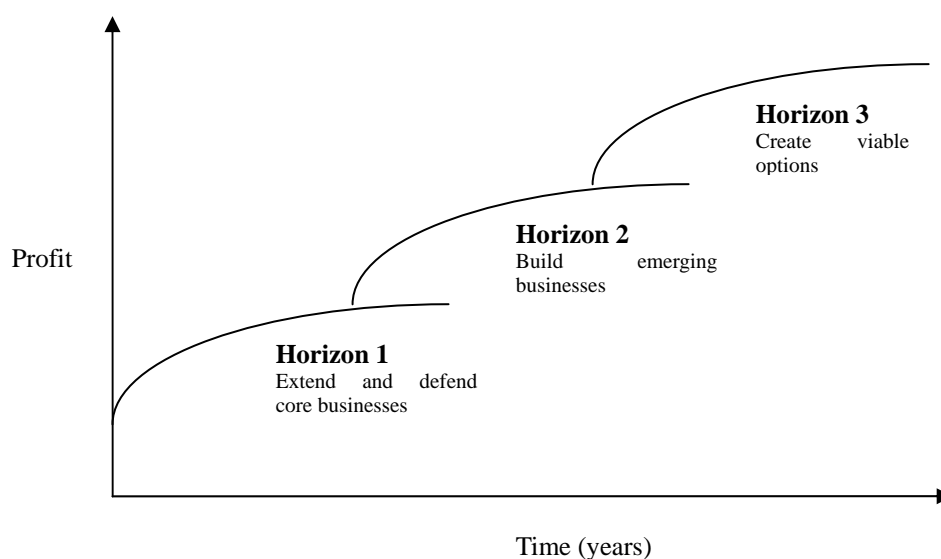 Horizon 3
Create viable
options
Horizon 2
Build emerging
businesses
Profit
Horizon 1
Extend and defend
core businesses
Time (years)